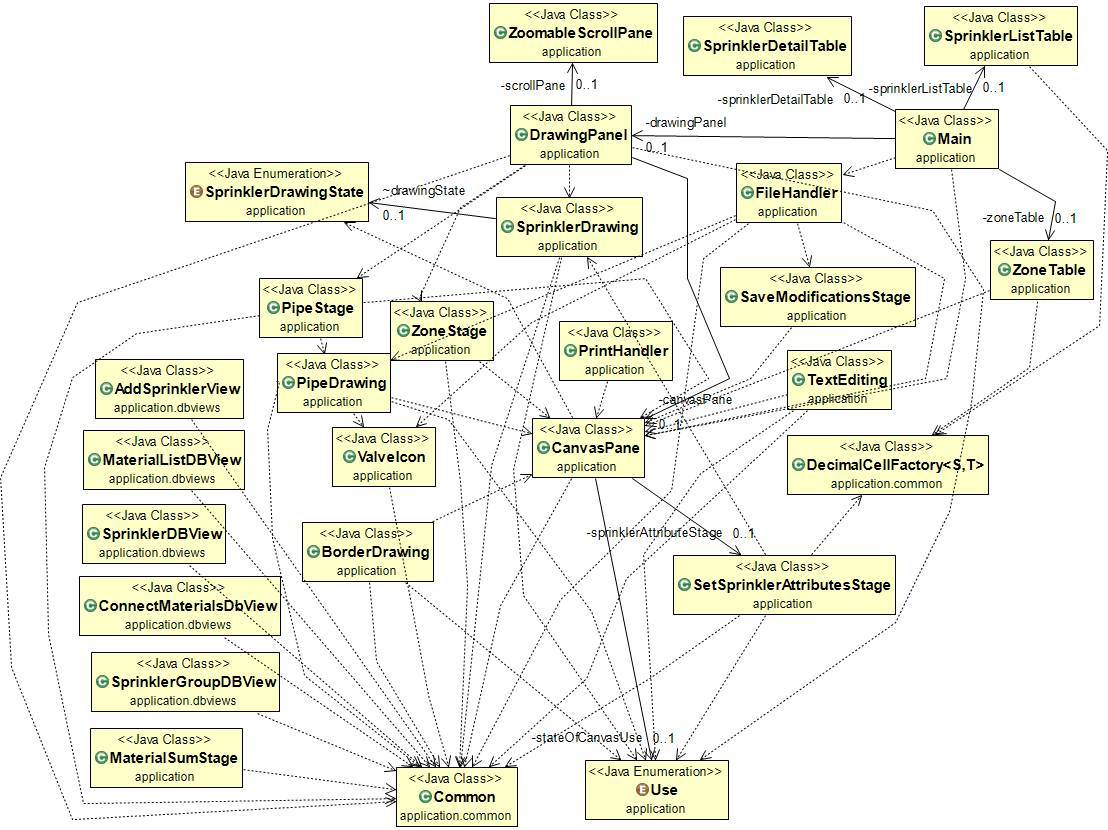 <<Java Class>>
ZoomableScrollPane
application
<<Java Class>>
SprinklerDetailTable
application
<<Java Class>>
SprinklerListTable
application
-scrollPane
0..1
-sprinklerDetailTable
0..1
-sprinklerListTable
0..1
<<Java Class>>
DrawingPanel
application
-drawingPanel
0..1
<<Java Class>>
Main
application
<<Java Enumeration>>
SprinklerDrawingState
application
~drawingState
0..1
<<Java Class>>
FileHandler
application
<<Java Class>>
SprinklerDrawing
application
-zoneTable
0..1
<<Java Class>>
ZoneTable
application
<<Java Class>>
SaveModificationsStage
application
<<Java Class>>
PipeStage
application
<<Java Class>>
ZoneStage
application
<<Java Class>>
PrintHandler
application
<<Java Class>>
TextEditing
application
<<Java Class>>
PipeDrawing
application
<<Java Class>>
AddSprinklerView
application.dbviews
-canvasPane
0..1
<<Java Class>>
CanvasPane
application
<<Java Class>>
ValveIcon
application
<<Java Class>>
MaterialListDBView
application.dbviews
<<Java Class>>
DecimalCellFactory<S,T>
application.common
<<Java Class>>
SprinklerDBView
application.dbviews
<<Java Class>>
BorderDrawing
application
-sprinklerAttributeStage
0..1
<<Java Class>>
SetSprinklerAttributesStage
application
<<Java Class>>
ConnectMaterialsDbView
application.dbviews
<<Java Class>>
SprinklerGroupDBView
application.dbviews
<<Java Class>>
MaterialSumStage
application
-stateOfCanvasUse
0..1
<<Java Class>>
Common
application.common
<<Java Enumeration>>
Use
application